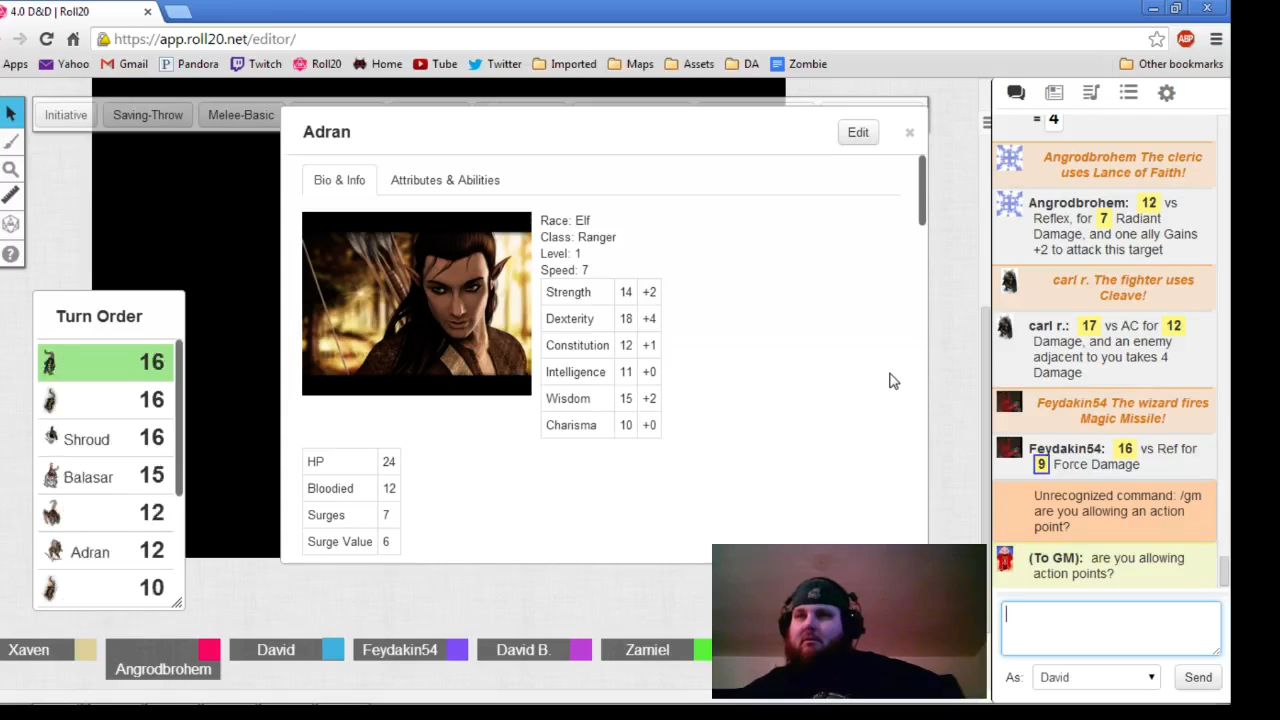 4.0 D&D | Roll20
https://app.roll20.net/editor/
Apps Yahoo Gmail Pandora Twitch Roll20 Home Tube Twitter Imported Maps Assets DA Zombie Other bookmarks
Initiative Saving-Throw Melee-Basic
Adran
Edit
Bio & Info
Attributes & Abilities
Race: Elf
Class: Ranger
Level: 1
Speed: 7
Strength 14 +2
Dexterity 18 +4
Constitution 12 +1
Intelligence 11 +0
Wisdom 15 +2
Charisma 10 +0
HP 24
Bloodied 12
Surges 7
Surge Value 6
Turn Order
16
16
Shroud 16
Balasar 15
12
Adran 12
10
Xaven
Angrodbrohem
David
Feydakin54
David B.
Zamiel
= 4
Angrodbrohem The cleric
uses Lance of Faith!
Angrodbrohem: 12 vs
Reflex, for 7 Radiant
Damage, and one ally Gains
+2 to attack this target
carl r. The fighter uses
Cleave!
carl r.: 17 vs AC for 12
Damage, and an enemy
adjacent to you takes 4
Damage
Feydakin54 The wizard fires
Magic Missile!
Feydakin54: 16 vs Ref for
9 Force Damage
Unrecognized command: /gm
are you allowing an action
point?
(To GM): are you allowing
action points?
As: David
Send
ABP